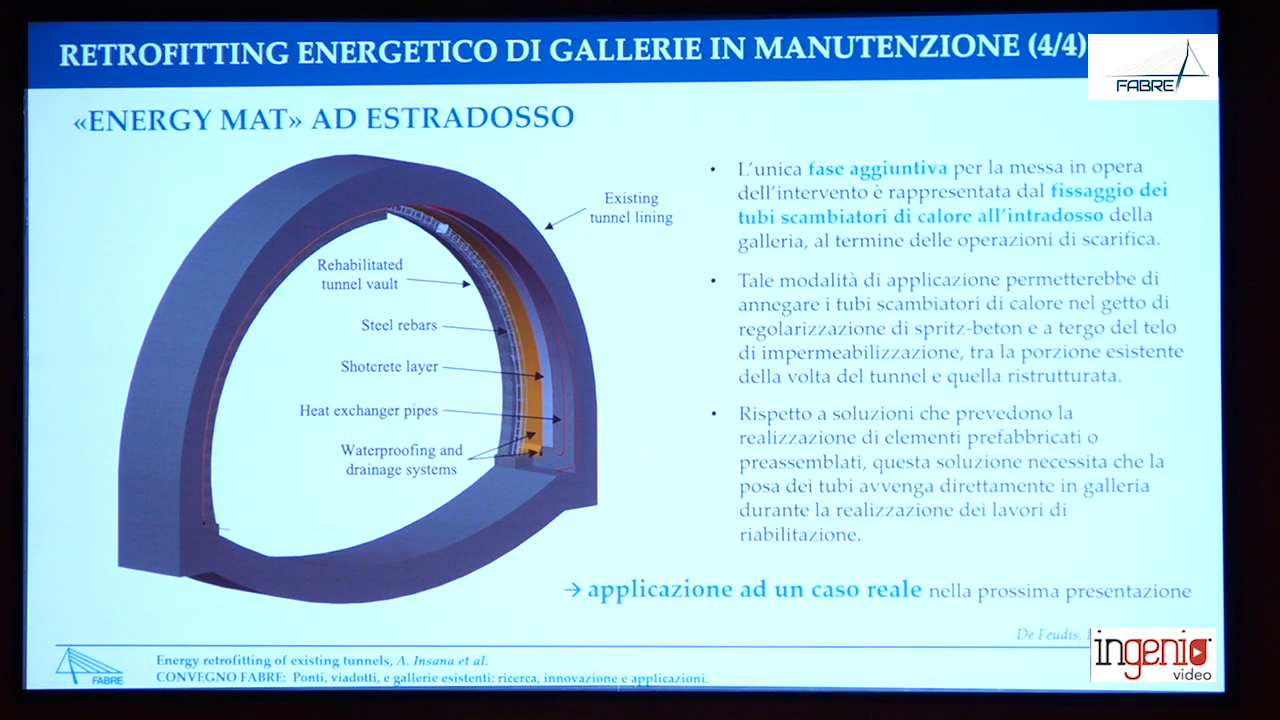 RETROFITTING ENERGETICO DI GALLERIE IN MANUTENZIONE (4/4)
FABRE
«ENERGY MAT» AD ESTRADOSSO
Existing
tunnel lining
Rehabilitated
tunnel vault
Steel rebars
Shotcrete layer
Heat exchanger pipes
Waterproofing and
drainage systems
• L'unica fase aggiuntiva per la messa in opera
dell'intervento è rappresentata dal fissaggio dei
tubi scambiatori di calore all'intradosso della
galleria, al termine delle operazioni di scarifica.
• Tale modalità di applicazione permetterebbe di
annegare i tubi scambiatori di calore nel getto di
regolarizzazione di spritz-beton e a tergo del telo
di impermeabilizzazione, tra la porzione esistente
della volta del tunnel e quella ristrutturata.
• Rispetto a soluzioni che prevedono la
realizzazione di elementi prefabbricati o
preassemblati, questa soluzione necessita che la
posa dei tubi avvenga direttamente in galleria
durante la realizzazione dei lavori di
riabilitazione.
→ applicazione ad un caso reale nella prossima presentazione
De Feudis,
FABRE
Energy retrofitting of existing tunnels, A. Insana et al.
CONVEGNO FABRE: Ponti, viadotti, e gallerie esistenti: ricerca, innovazione e applicazioni.
ingenio
video